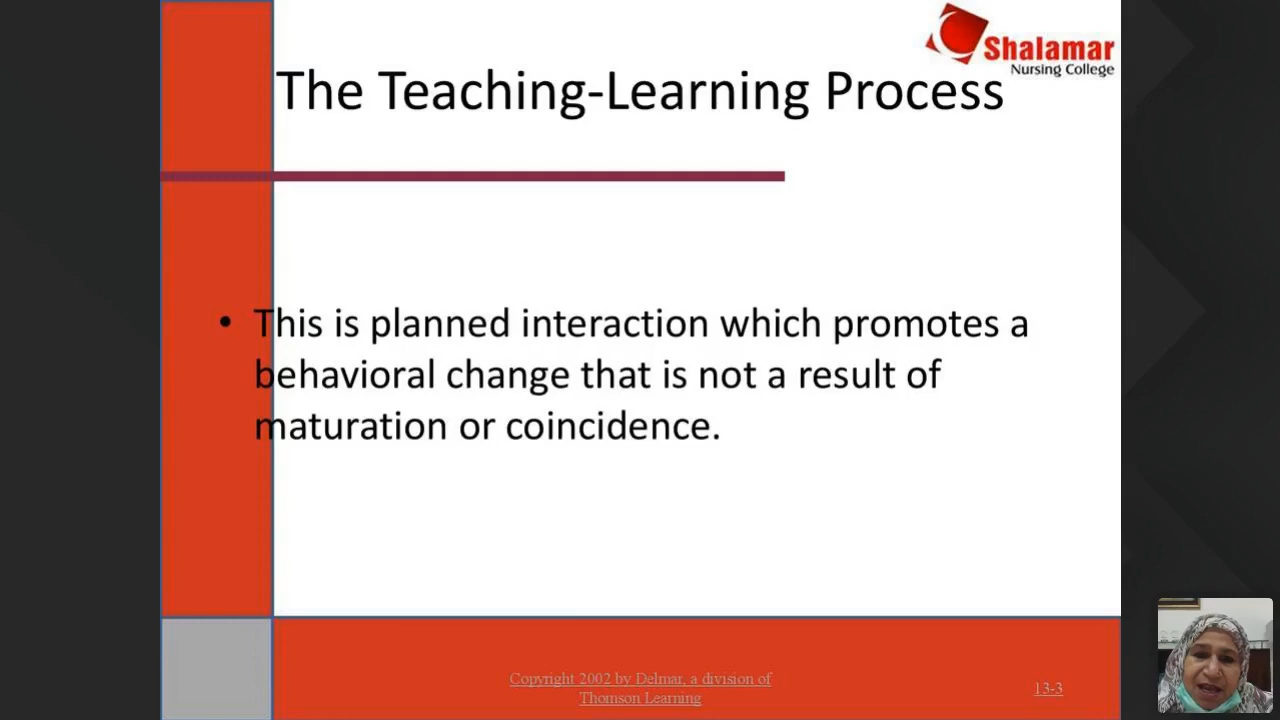 Shalamar
Nursing College
The Teaching-Learning Process
• This is planned interaction which promotes a
behavioral change that is not a result of
maturation or coincidence.
Copyright 2002 by Delmar, a division of
Thomson Learning
13-3